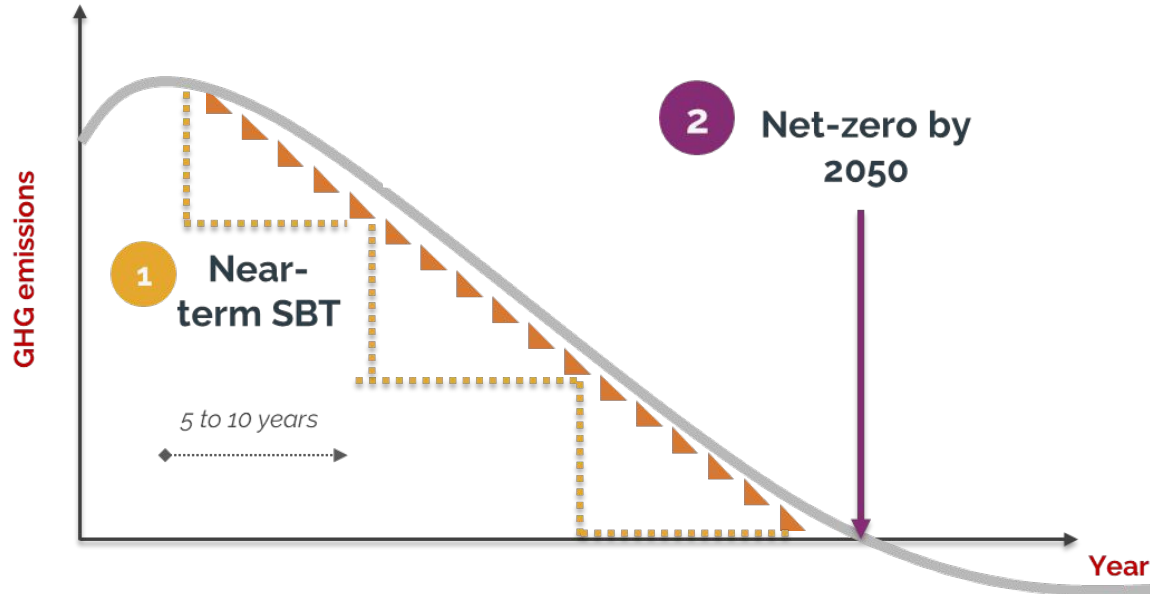 2
Net-zero by
2050
GHG emissions
1
Near-
term SBT
5 to 10 years
Year